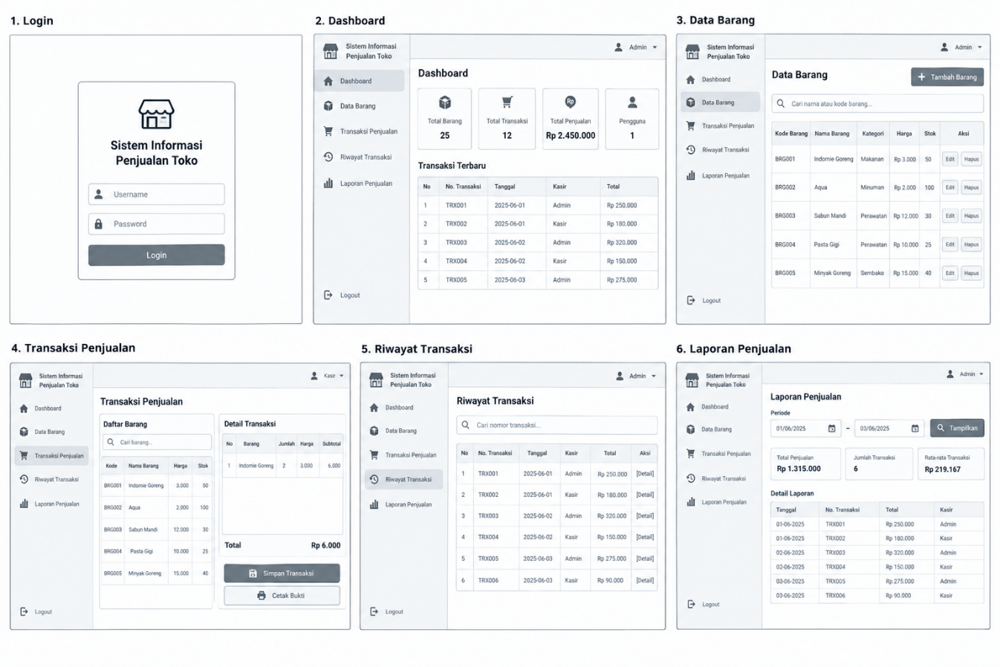 1. Login
Sistem Informasi
Penjualan Toko
Username
Password
Login
2. Dashboard
Sistem Informasi
Penjualan Toko
Admin
Dashboard
Data Barang
Transaksi Penjualan
Riwayat Transaksi
Laporan Penjualan
Logout
Dashboard
Total Barang
25
Total Transaksi
12
Rp
Total Penjualan
Rp 2.450.000
Pengguna
1
Transaksi Terbaru
No No. Transaksi Tanggal Kasir Total
1 TRX001 2025-06-01 Admin Rp 250.000
2 TRX002 2025-06-01 Kasir Rp 180.000
3 TRX003 2025-06-02 Admin Rp 320.000
4 TRX004 2025-06-02 Kasir Rp 150.000
5 TRX005 2025-06-03 Admin Rp 275.000
3. Data Barang
Sistem Informasi
Penjualan Toko
Admin
Dashboard
Data Barang
Transaksi Penjualan
Riwayat Transaksi
Laporan Penjualan
Logout
Data Barang
+ Tambah Barang
Cari nama atau kode barang...
Kode Barang Nama Barang Kategori Harga Stok Aksi
BRG001 Indomie Goreng Makanan Rp 3.000 50 Edit Hapus
BRG002 Aqua Minuman Rp 2.000 100 Edit Hapus
BRG003 Sabun Mandi Perawatan Rp 12.000 30 Edit Hapus
BRG004 Pasta Gigi Perawatan Rp 10.000 25 Edit Hapus
BRG005 Minyak Goreng Sembako Rp 15.000 40 Edit Hapus
4. Transaksi Penjualan
Sistem Informasi
Penjualan Toko
Kasir
Dashboard
Data Barang
Transaksi Penjualan
Riwayat Transaksi
Laporan Penjualan
Logout
Transaksi Penjualan
Daftar Barang
Cari barang...
Kode Nama Barang Harga Stok
BRG001 Indomie Goreng 3.000 50
BRG002 Aqua 2.000 100
BRG003 Sabun Mandi 12.000 30
BRG004 Pasta Gigi 10.000 25
BRG005 Minyak Goreng 15.000 40
Detail Transaksi
No Barang Jumlah Harga Subtotal
1 Indomie Goreng 2 3.000 6.000
Total Rp 6.000
Simpan Transaksi
Cetak Bukti
5. Riwayat Transaksi
Sistem Informasi
Penjualan Toko
Admin
Dashboard
Data Barang
Transaksi Penjualan
Riwayat Transaksi
Laporan Penjualan
Logout
Riwayat Transaksi
Cari nomor transaksi...
No No. Transaksi Tanggal Kasir Total Aksi
1 TRX001 2025-06-01 Admin Rp 250.000 [Detail]
2 TRX002 2025-06-01 Kasir Rp 180.000 [Detail]
3 TRX003 2025-06-02 Admin Rp 320.000 [Detail]
4 TRX004 2025-06-02 Kasir Rp 150.000 [Detail]
5 TRX005 2025-06-03 Admin Rp 275.000 [Detail]
6 TRX006 2025-06-03 Kasir Rp 90.000 [Detail]
6. Laporan Penjualan
Sistem Informasi
Penjualan Toko
Admin
Dashboard
Data Barang
Transaksi Penjualan
Riwayat Transaksi
Laporan Penjualan
Logout
Laporan Penjualan
Periode
01/06/2025 - 03/06/2025 Tampilkan
Total Penjualan
Rp 1.315.000
Jumlah Transaksi
6
Rata-rata Transaksi
Rp 219.167
Detail Laporan
Tanggal No. Transaksi Total Kasir
01-06-2025 TRX001 Rp 250.000 Admin
01-06-2025 TRX002 Rp 180.000 Kasir
02-06-2025 TRX003 Rp 320.000 Admin
02-06-2025 TRX004 Rp 150.000 Kasir
03-06-2025 TRX005 Rp 275.000 Admin
03-06-2025 TRX006 Rp 90.000 Kasir